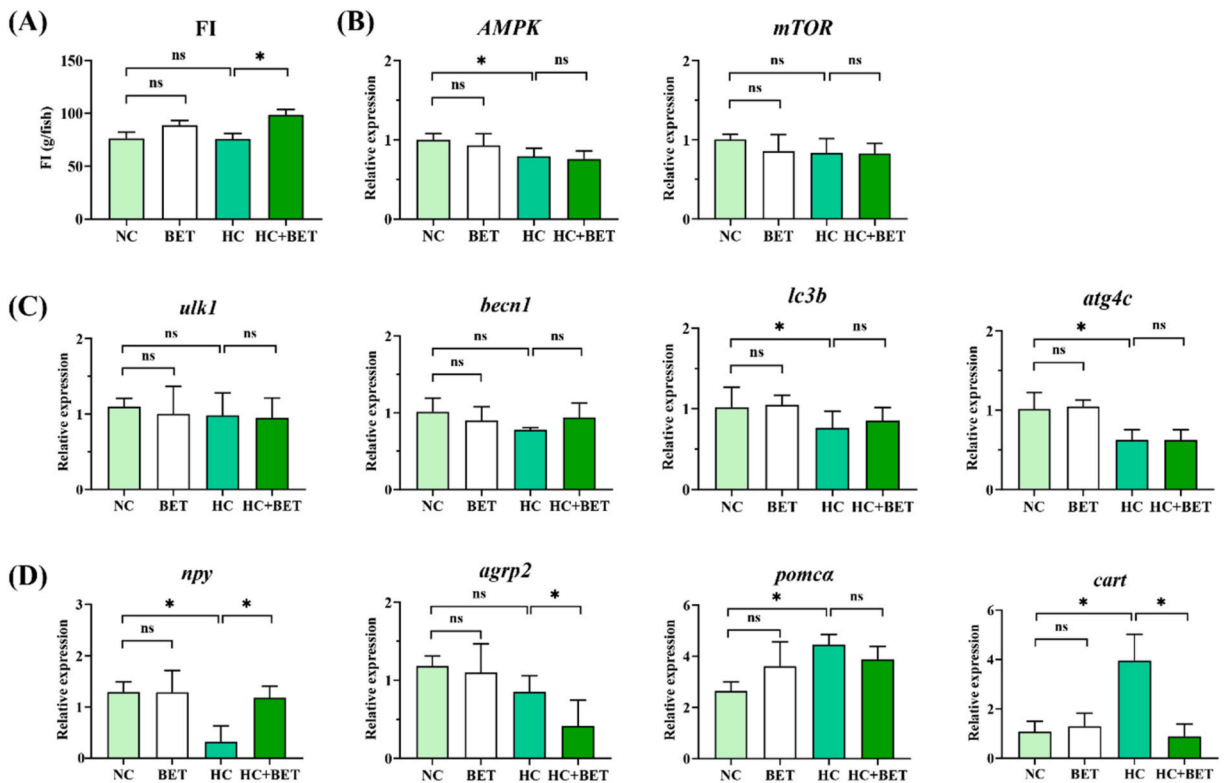 (A)
FI
ns
*
ns
FI (g/fish)
150
100
50
0
NC BET HC HC+BET
(B)
AMPK
*
ns
ns
Relative expression
2
1
0
NC BET HC HC+BET
mTOR
ns
ns
ns
Relative expression
2
1
0
NC BET HC HC+BET
(C)
ulk1
ns
ns
ns
Relative expression
2
1
0
NC BET HC HC+BET
becn1
ns
ns
ns
Relative expression
2
1
0
NC BET HC HC+BET
lc3b
*
ns
ns
Relative expression
2
1
0
NC BET HC HC+BET
atg4c
*
ns
ns
Relative expression
2
1
0
NC BET HC HC+BET
(D)
npy
*
*
ns
Relative expression
3
2
1
0
NC BET HC HC+BET
agrp2
ns
*
ns
Relative expression
2
1
0
NC BET HC HC+BET
pomcα
*
ns
ns
Relative expression
6
4
2
0
NC BET HC HC+BET
cart
*
*
ns
Relative expression
6
4
2
0
NC BET HC HC+BET